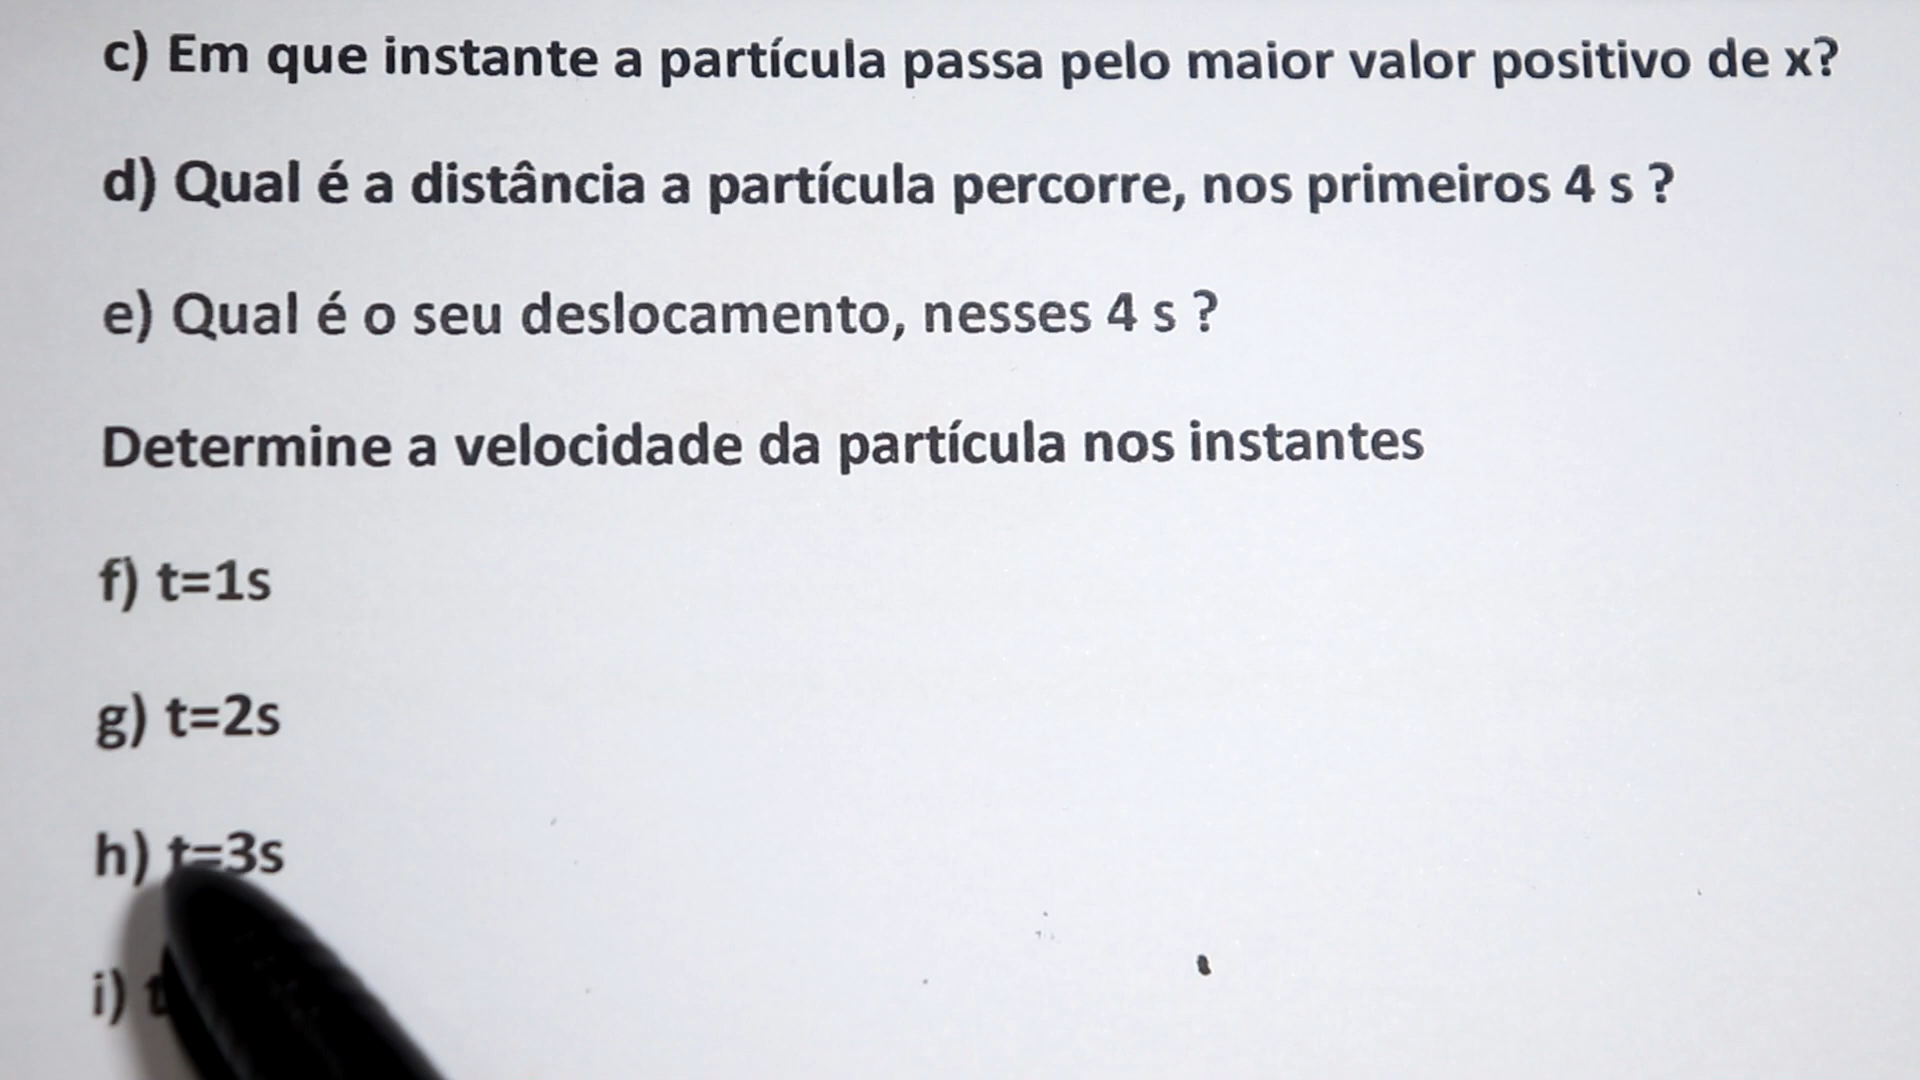 c) Em que instante a partícula passa pelo maior valor positivo de x?
d) Qual é a distância a partícula percorre, nos primeiros 4 s ?
e) Qual é o seu deslocamento, nesses 4 s ?
Determine a velocidade da partícula nos instantes
f) t=1s
g) t=2s
h) t=3s
i)